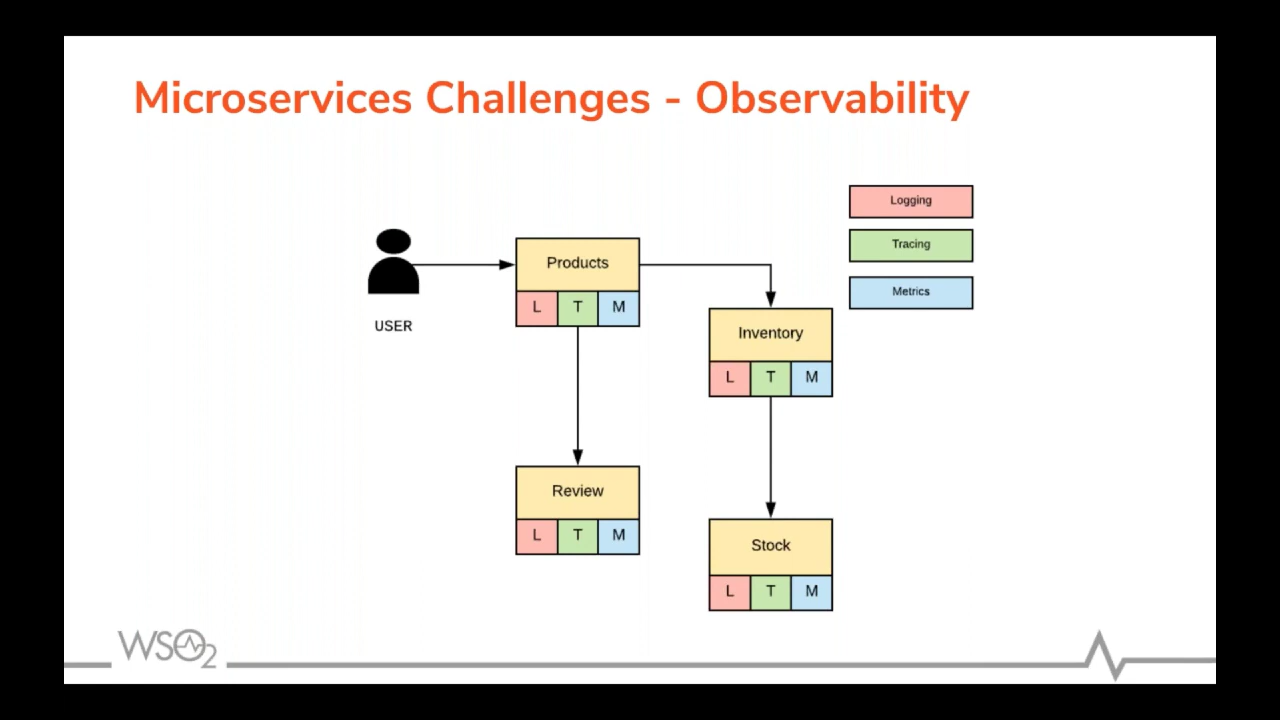 Microservices Challenges - Observability
Logging
Tracing
Metrics
USER
Products
L T M
Inventory
L T M
Review
L T M
Stock
L T M
WSO2